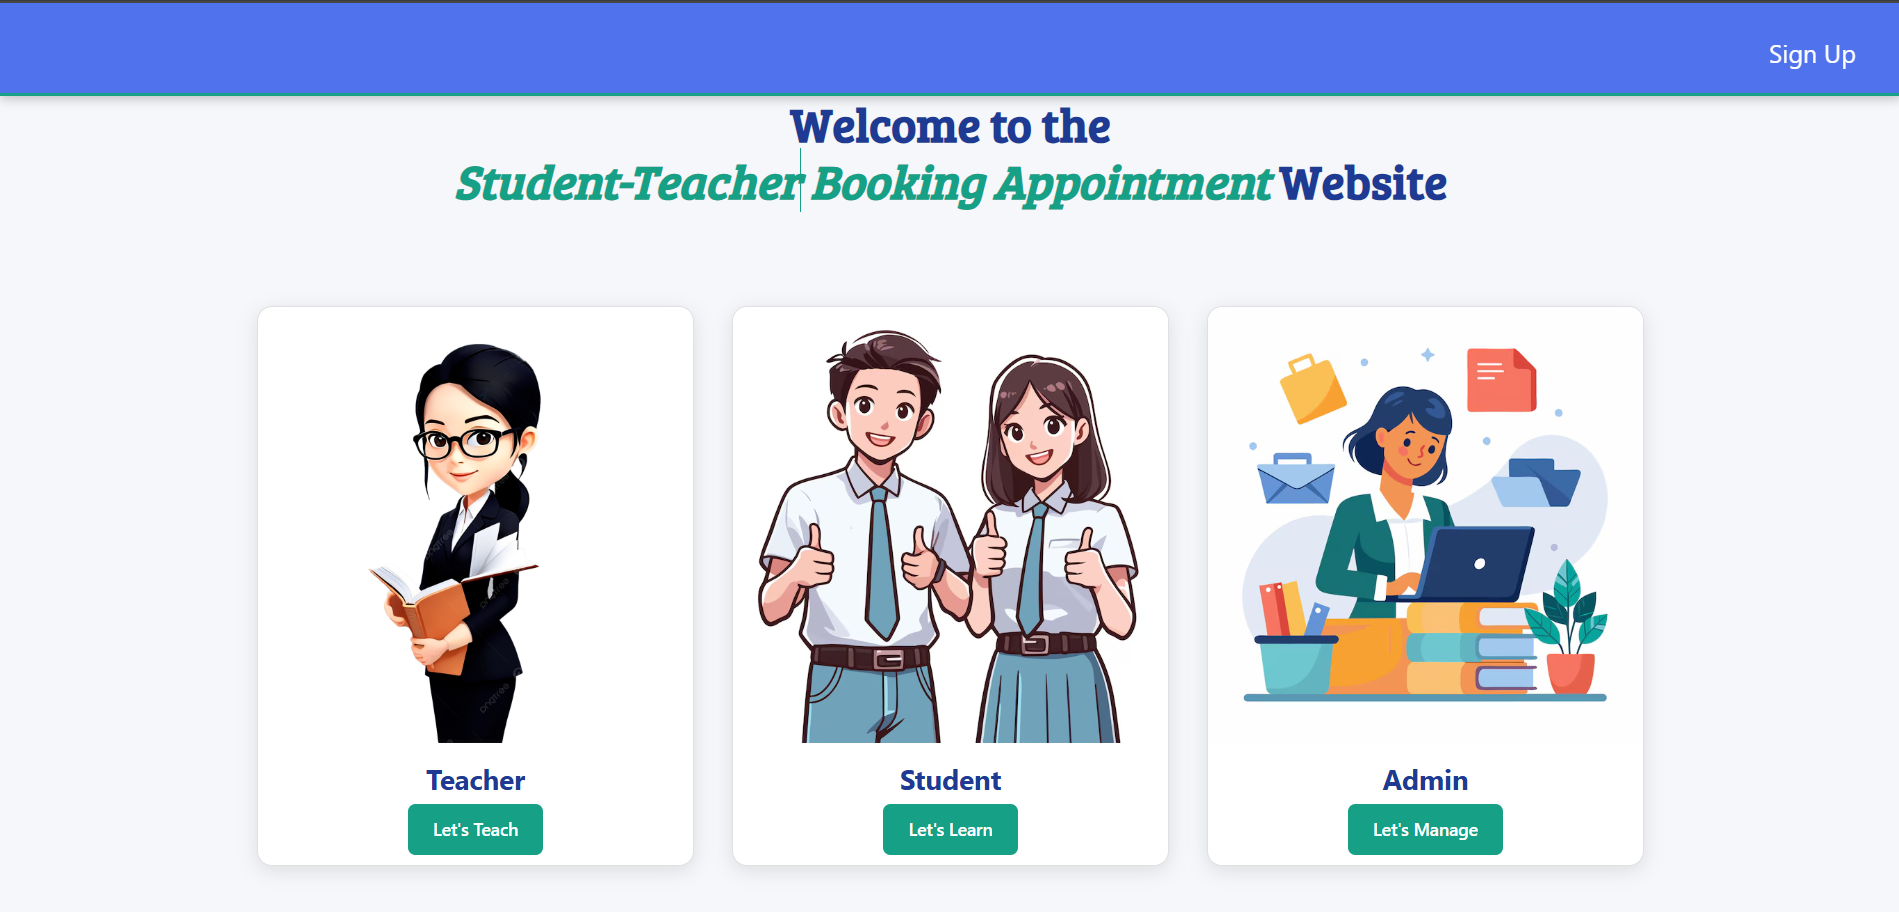 Sign Up
Welcome to the
Student-Teacher Booking Appointment Website
Teacher
Let's Teach
Student
Let's Learn
Admin
Let's Manage